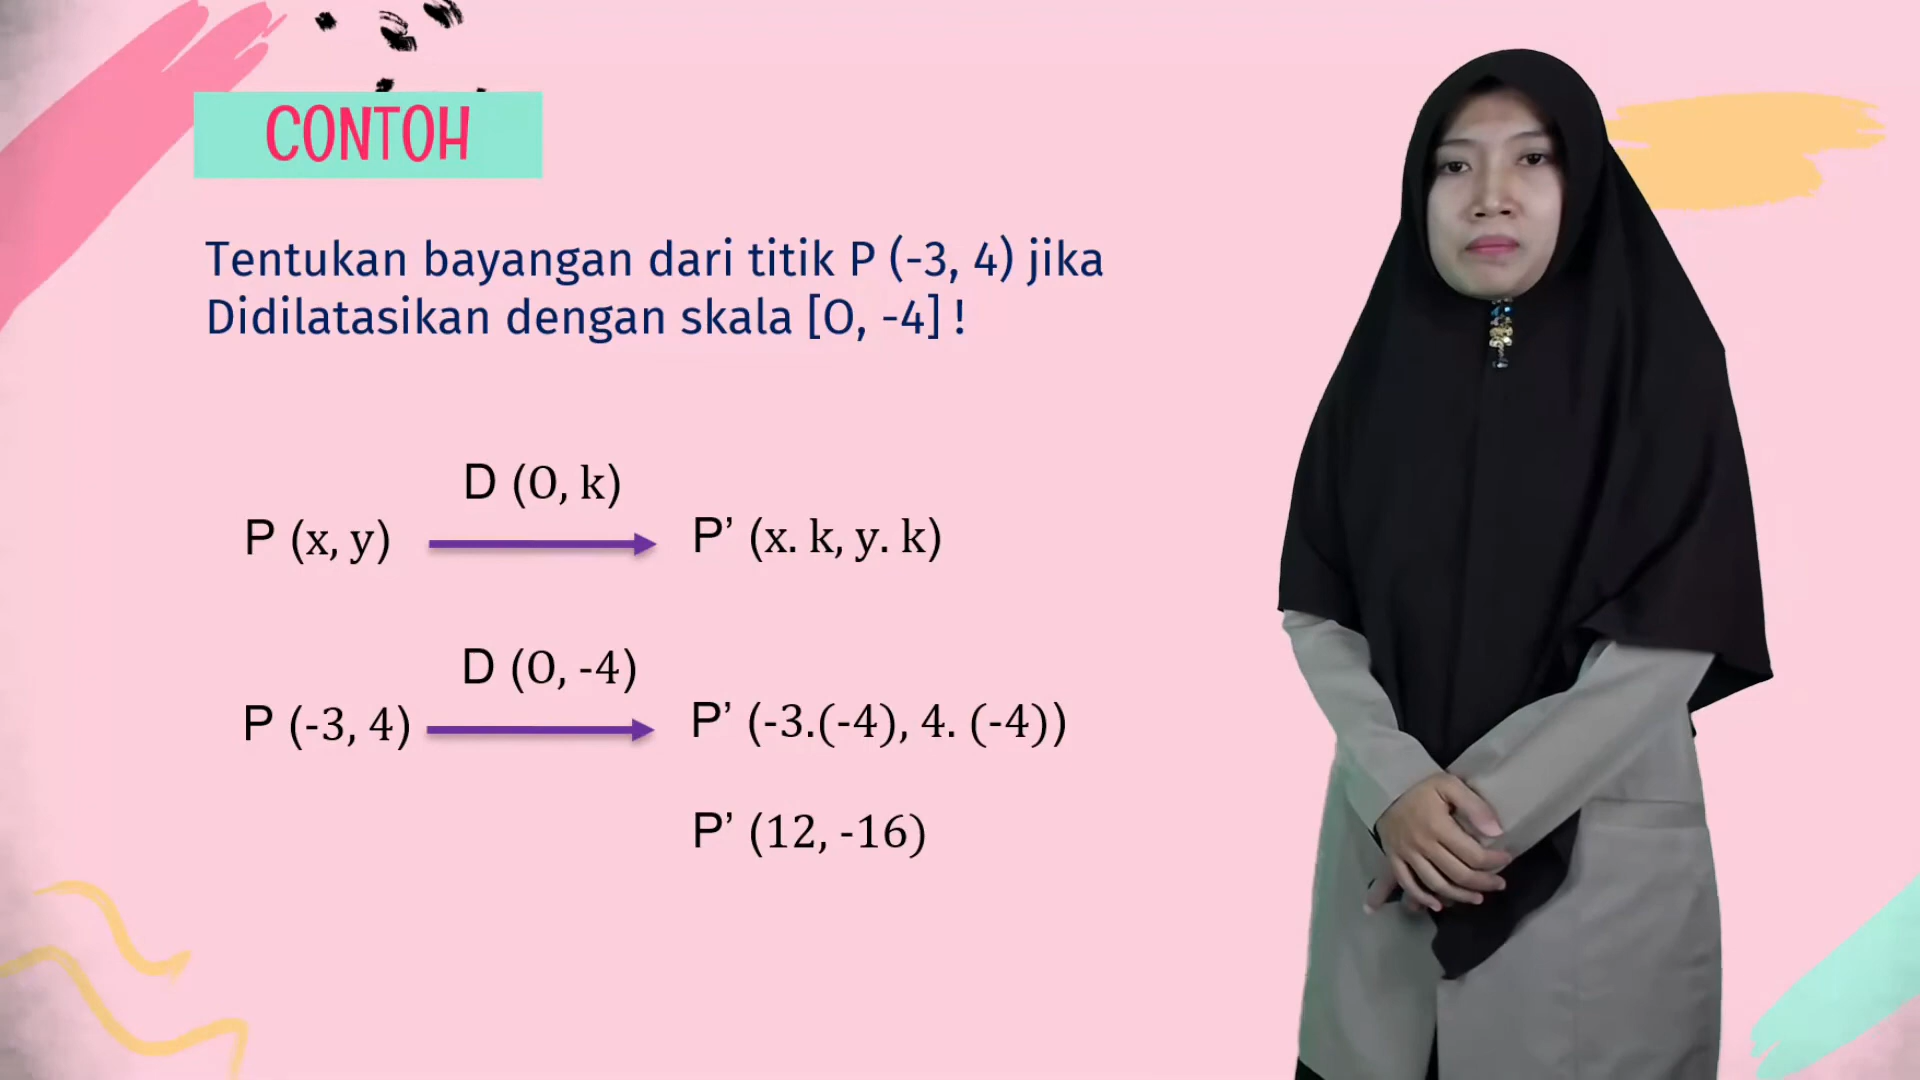 CONTOH
Tentukan bayangan dari titik P (-3, 4) jika
Didilatasikan dengan skala [O, -4] !
D (O, k)
P (x, y)
P’ (x. k, y. k)
D (O, -4)
P (-3, 4)
P’ (-3.(-4), 4. (-4))
P’ (12, -16)